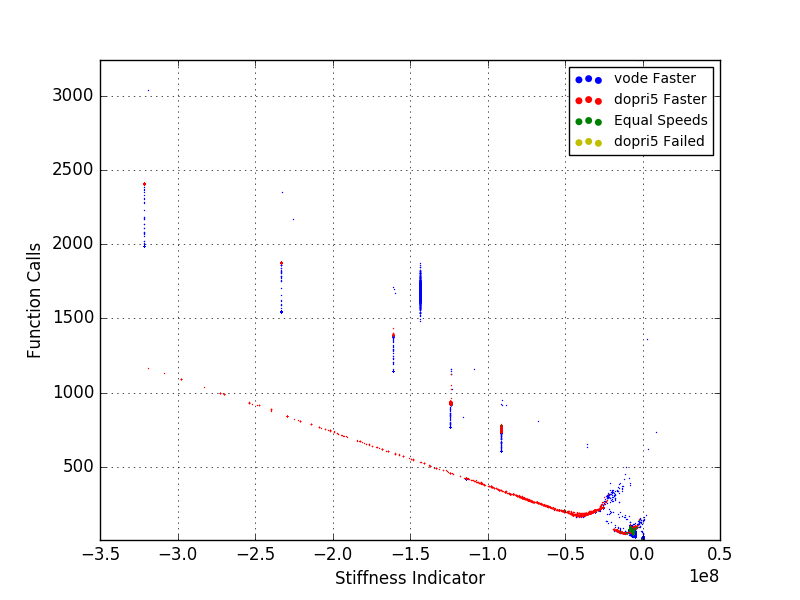 vode Faster
dopri5 Faster
Equal Speeds
dopri5 Failed
3000
2500
2000
1500
1000
500
Function Calls
−3.5 −3.0 −2.5 −2.0 −1.5 −1.0 −0.5 0.0 0.5
Stiffness Indicator
1e8